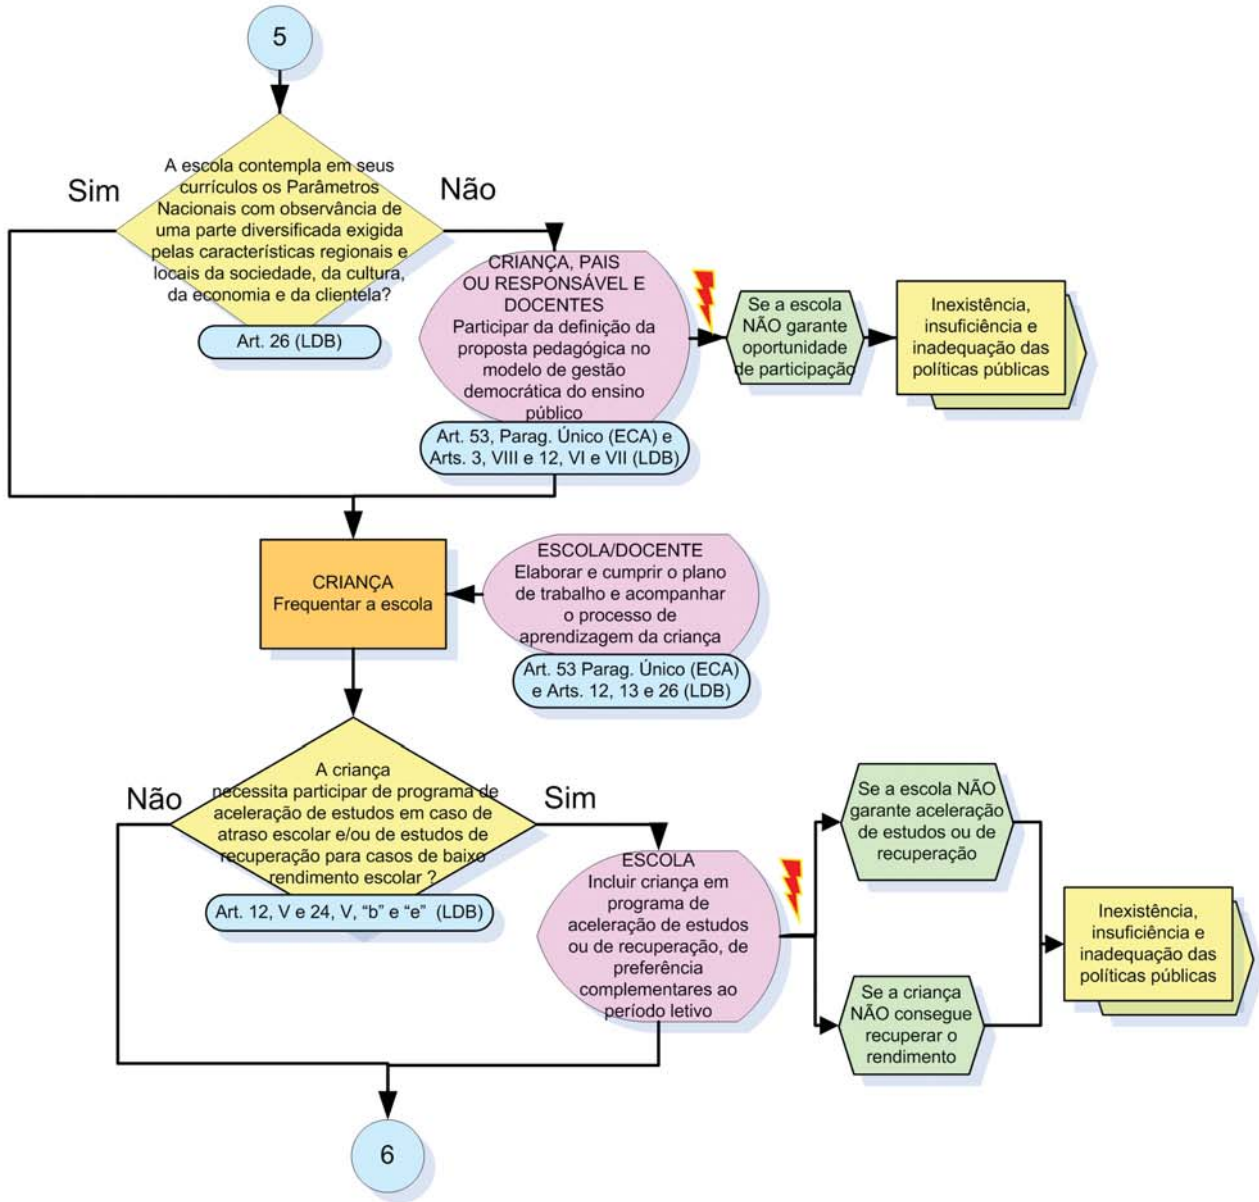 5
A escola contempla em seus
currículos os Parâmetros
Nacionais com observância de
uma parte diversificada exigida
pelas características regionais e
locais da sociedade, da cultura,
da economia e da clientela?
Sim
Não
Art. 26 (LDB)
CRIANÇA, PAIS
OU RESPONSÁVEL E
DOCENTES
Participar da definição da
proposta pedagógica no
modelo de gestão
democrática do ensino
público
Art. 53, Parag. Único (ECA) e
Arts. 3, VIII e 12, VI e VII (LDB)
Se a escola
NÃO garante
oportunidade
de participação
Inexistência,
insuficiência e
inadequação das
políticas públicas
CRIANÇA
Frequentar a escola
ESCOLA/DOCENTE
Elaborar e cumprir o plano
de trabalho e acompanhar
o processo de
aprendizagem da criança
Art. 53 Parag. Único (ECA)
e Arts. 12, 13 e 26 (LDB)
A criança
necessita participar de programa de
aceleração de estudos em caso de
atraso escolar e/ou de estudos de
recuperação para casos de baixo
rendimento escolar ?
Não
Sim
Art. 12, V e 24, V, “b” e “e” (LDB)
ESCOLA
Incluir criança em
programa de
aceleração de estudos
ou de recuperação, de
preferência
complementares ao
período letivo
Se a escola NÃO
garante aceleração
de estudos ou de
recuperação
Se a criança
NÃO consegue
recuperar o
rendimento
Inexistência,
insuficiência e
inadequação das
políticas públicas
6